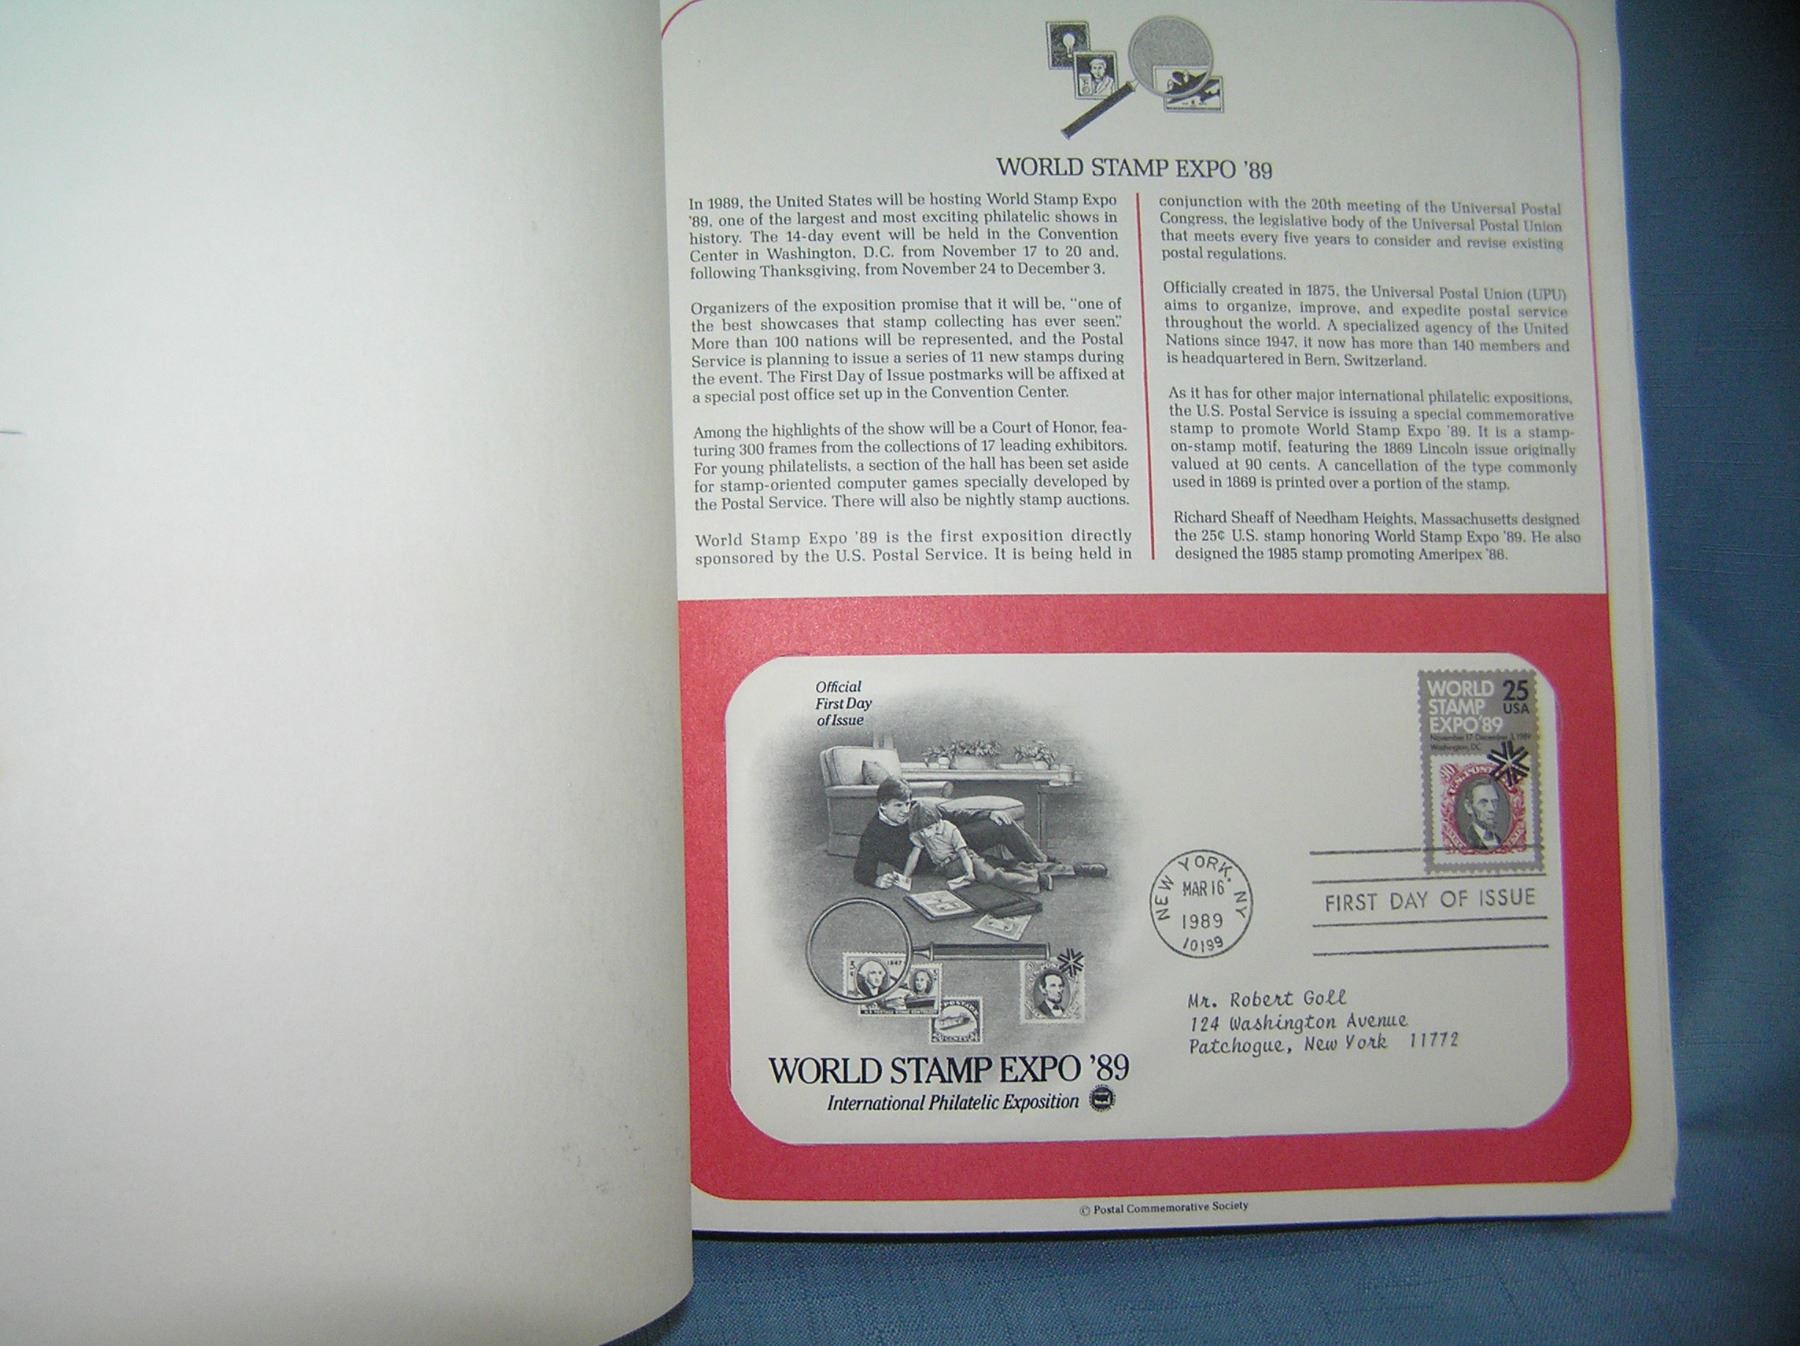 WORLD STAMP EXPO '89
In 1989, the United States will be hosting World Stamp Expo
'89, one of the largest and most exciting philatelic shows in
history. The 14-day event will be held in the Convention
Center in Washington, D.C. from November 17 to 20 and,
following Thanksgiving, from November 24 to December 3.
Organizers of the exposition promise that it will be, "one of
the best showcases that stamp collecting has ever seen."
More than 100 nations will be represented, and the Postal
Service is planning to issue a series of 11 new stamps during
the event. The First Day of Issue postmarks will be affixed at
a special post office set up in the Convention Center.
Among the highlights of the show will be a Court of Honor, fea-
turing 300 frames from the collections of 17 leading exhibitors.
For young philatelists, a section of the hall has been set aside
for stamp-oriented computer games specially developed by
the Postal Service. There will also be nightly stamp auctions.
World Stamp Expo '89 is the first exposition directly
sponsored by the U.S. Postal Service. It is being held in
conjunction with the 20th meeting of the Universal Postal
Congress, the legislative body of the Universal Postal Union
that meets every five years to consider and revise existing
postal regulations.
Officially created in 1875, the Universal Postal Union (UPU)
aims to organize, improve, and expedite postal service
throughout the world. A specialized agency of the United
Nations since 1947, it now has more than 140 members and
is headquartered in Bern, Switzerland.
As it has for other major international philatelic expositions,
the U.S. Postal Service is issuing a special commemorative
stamp to promote World Stamp Expo '89. It is a stamp-
on-stamp motif, featuring the 1869 Lincoln issue originally
valued at 90 cents. A cancellation of the type commonly
used in 1869 is printed over a portion of the stamp.
Richard Sheaff of Needham Heights, Massachusetts designed
the 25¢ U.S. stamp honoring World Stamp Expo '89. He also
designed the 1985 stamp promoting Ameripex '86.
Official
First Day
of Issue
1847
WORLD STAMP EXPO '89
International Philatelic Exposition
WORLD 25
STAMP USA
EXPO '89
November 17-December 3, 1989
Washington, DC
90 U.S. POST
NEW YORK, NY
MAR 16
1989
10199
FIRST DAY OF ISSUE
Mr. Robert Goll
124 Washington Avenue
Patchogue, New York 11772
© Postal Commemorative Society